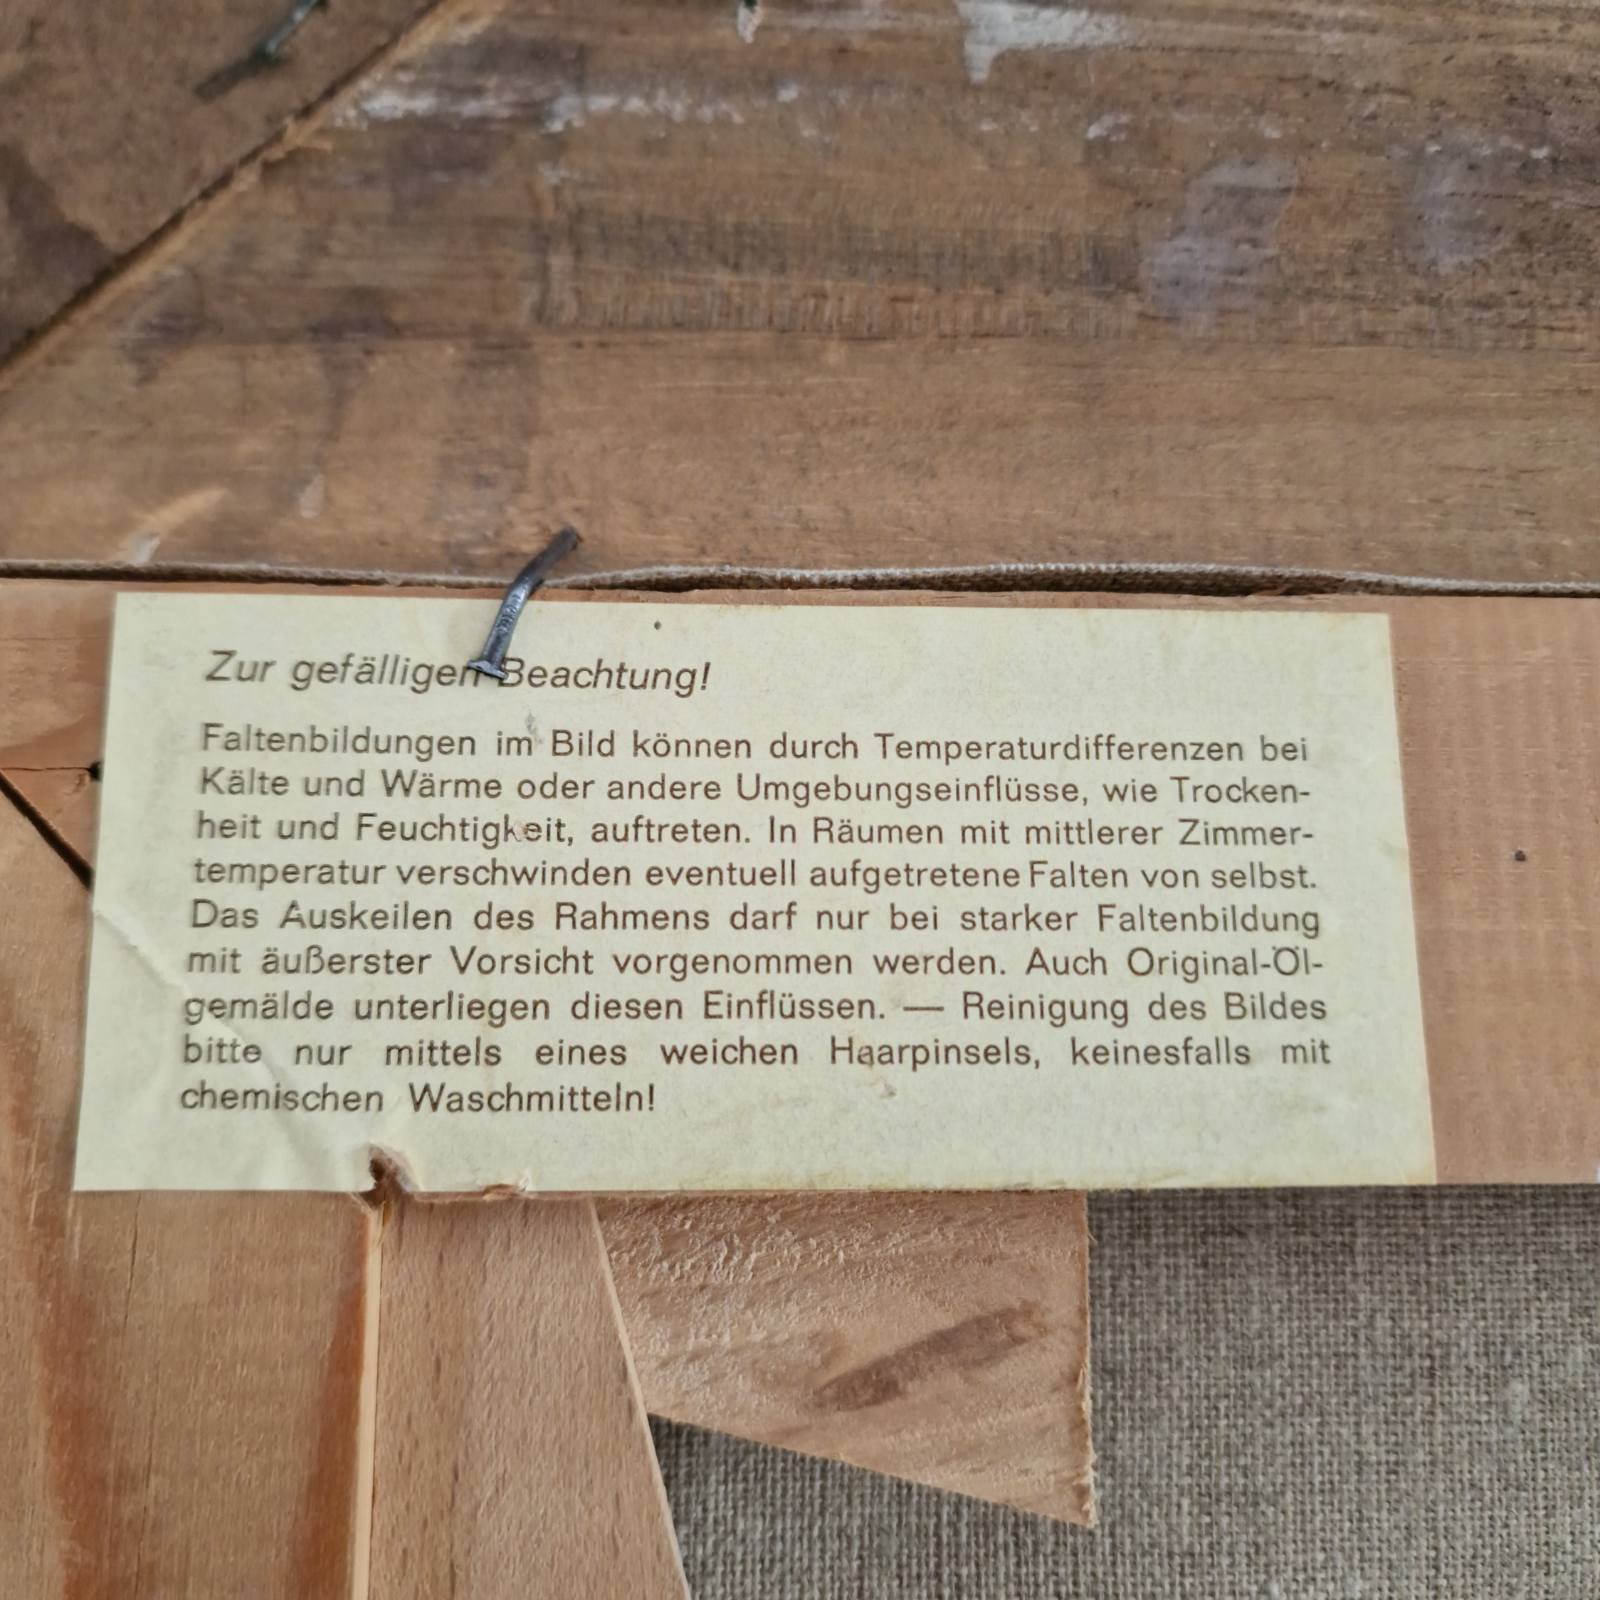 Zur gefälligen Beachtung!
Faltenbildungen im Bild können durch Temperaturdifferenzen bei
Kälte und Wärme oder andere Umgebungseinflüsse, wie Trocken-
heit und Feuchtigkeit, auftreten. In Räumen mit mittlerer Zimmer-
temperatur verschwinden eventuell aufgetretene Falten von selbst.
Das Auskeilen des Rahmens darf nur bei starker Faltenbildung
mit äußerster Vorsicht vorgenommen werden. Auch Original-Öl-
gemälde unterliegen diesen Einflüssen. — Reinigung des Bildes
bitte nur mittels eines weichen Haarpinsels, keinesfalls mit
chemischen Waschmitteln!